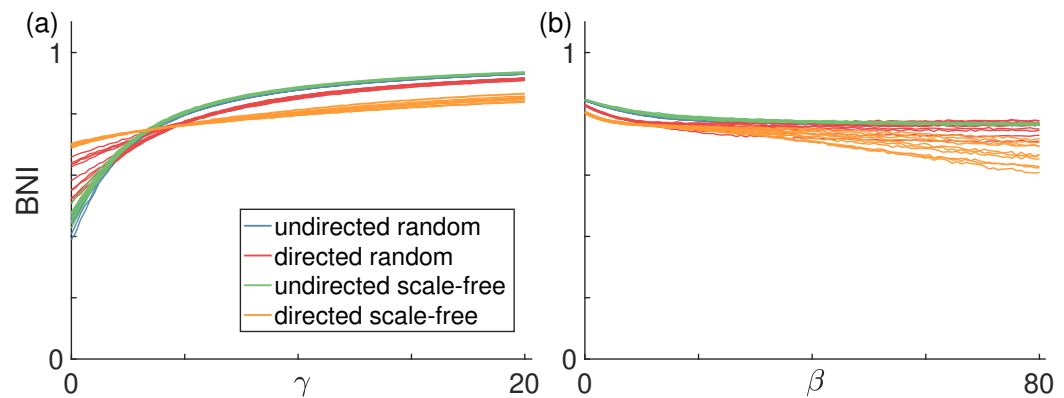 (a)
(b)
1
1
BNI
undirected random
directed random
undirected scale-free
directed scale-free
0
0
0
γ
20
0
β
80